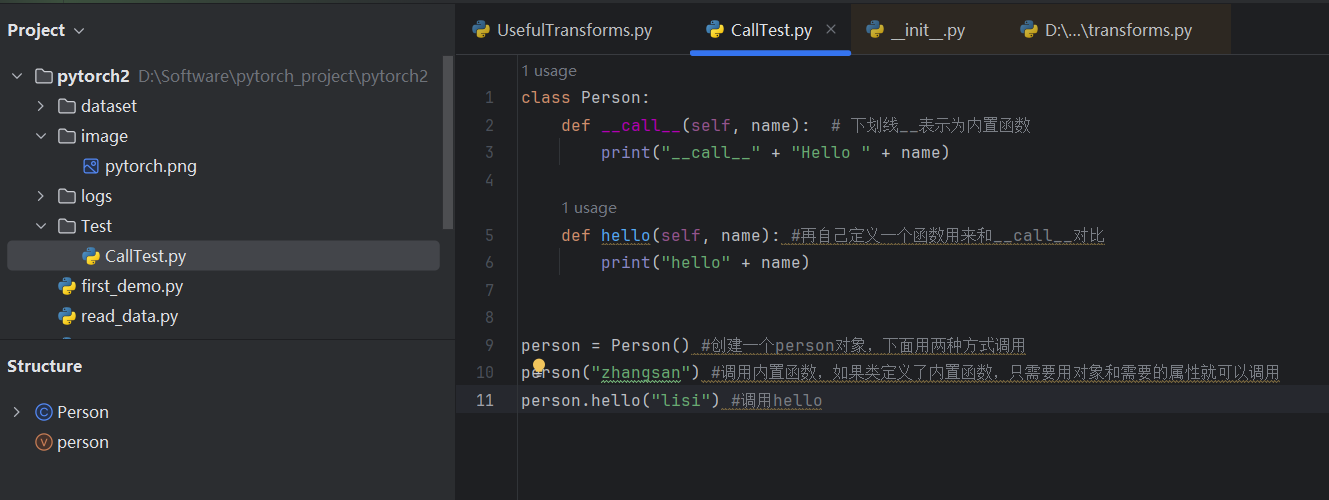 Project
pytorch2 D:\Software\pytorch_project\pytorch2
dataset
image
pytorch.png
logs
Test
CallTest.py
first_demo.py
read_data.py
Structure
Person
person
UsefulTransforms.py CallTest.py __init__.py D:\...\transforms.py
1 usage
1 class Person:
2 def __call__(self, name): # 下划线__表示为内置函数
3 print("__call__" + "Hello " + name)
4
1 usage
5 def hello(self, name): #再自己定义一个函数用来和__call__对比
6 print("hello" + name)
7
8
9 person = Person() #创建一个person对象，下面用两种方式调用
10 person("zhangsan") #调用内置函数，如果类定义了内置函数，只需要用对象和需要的属性就可以调用
11 person.hello("lisi") #调用hello